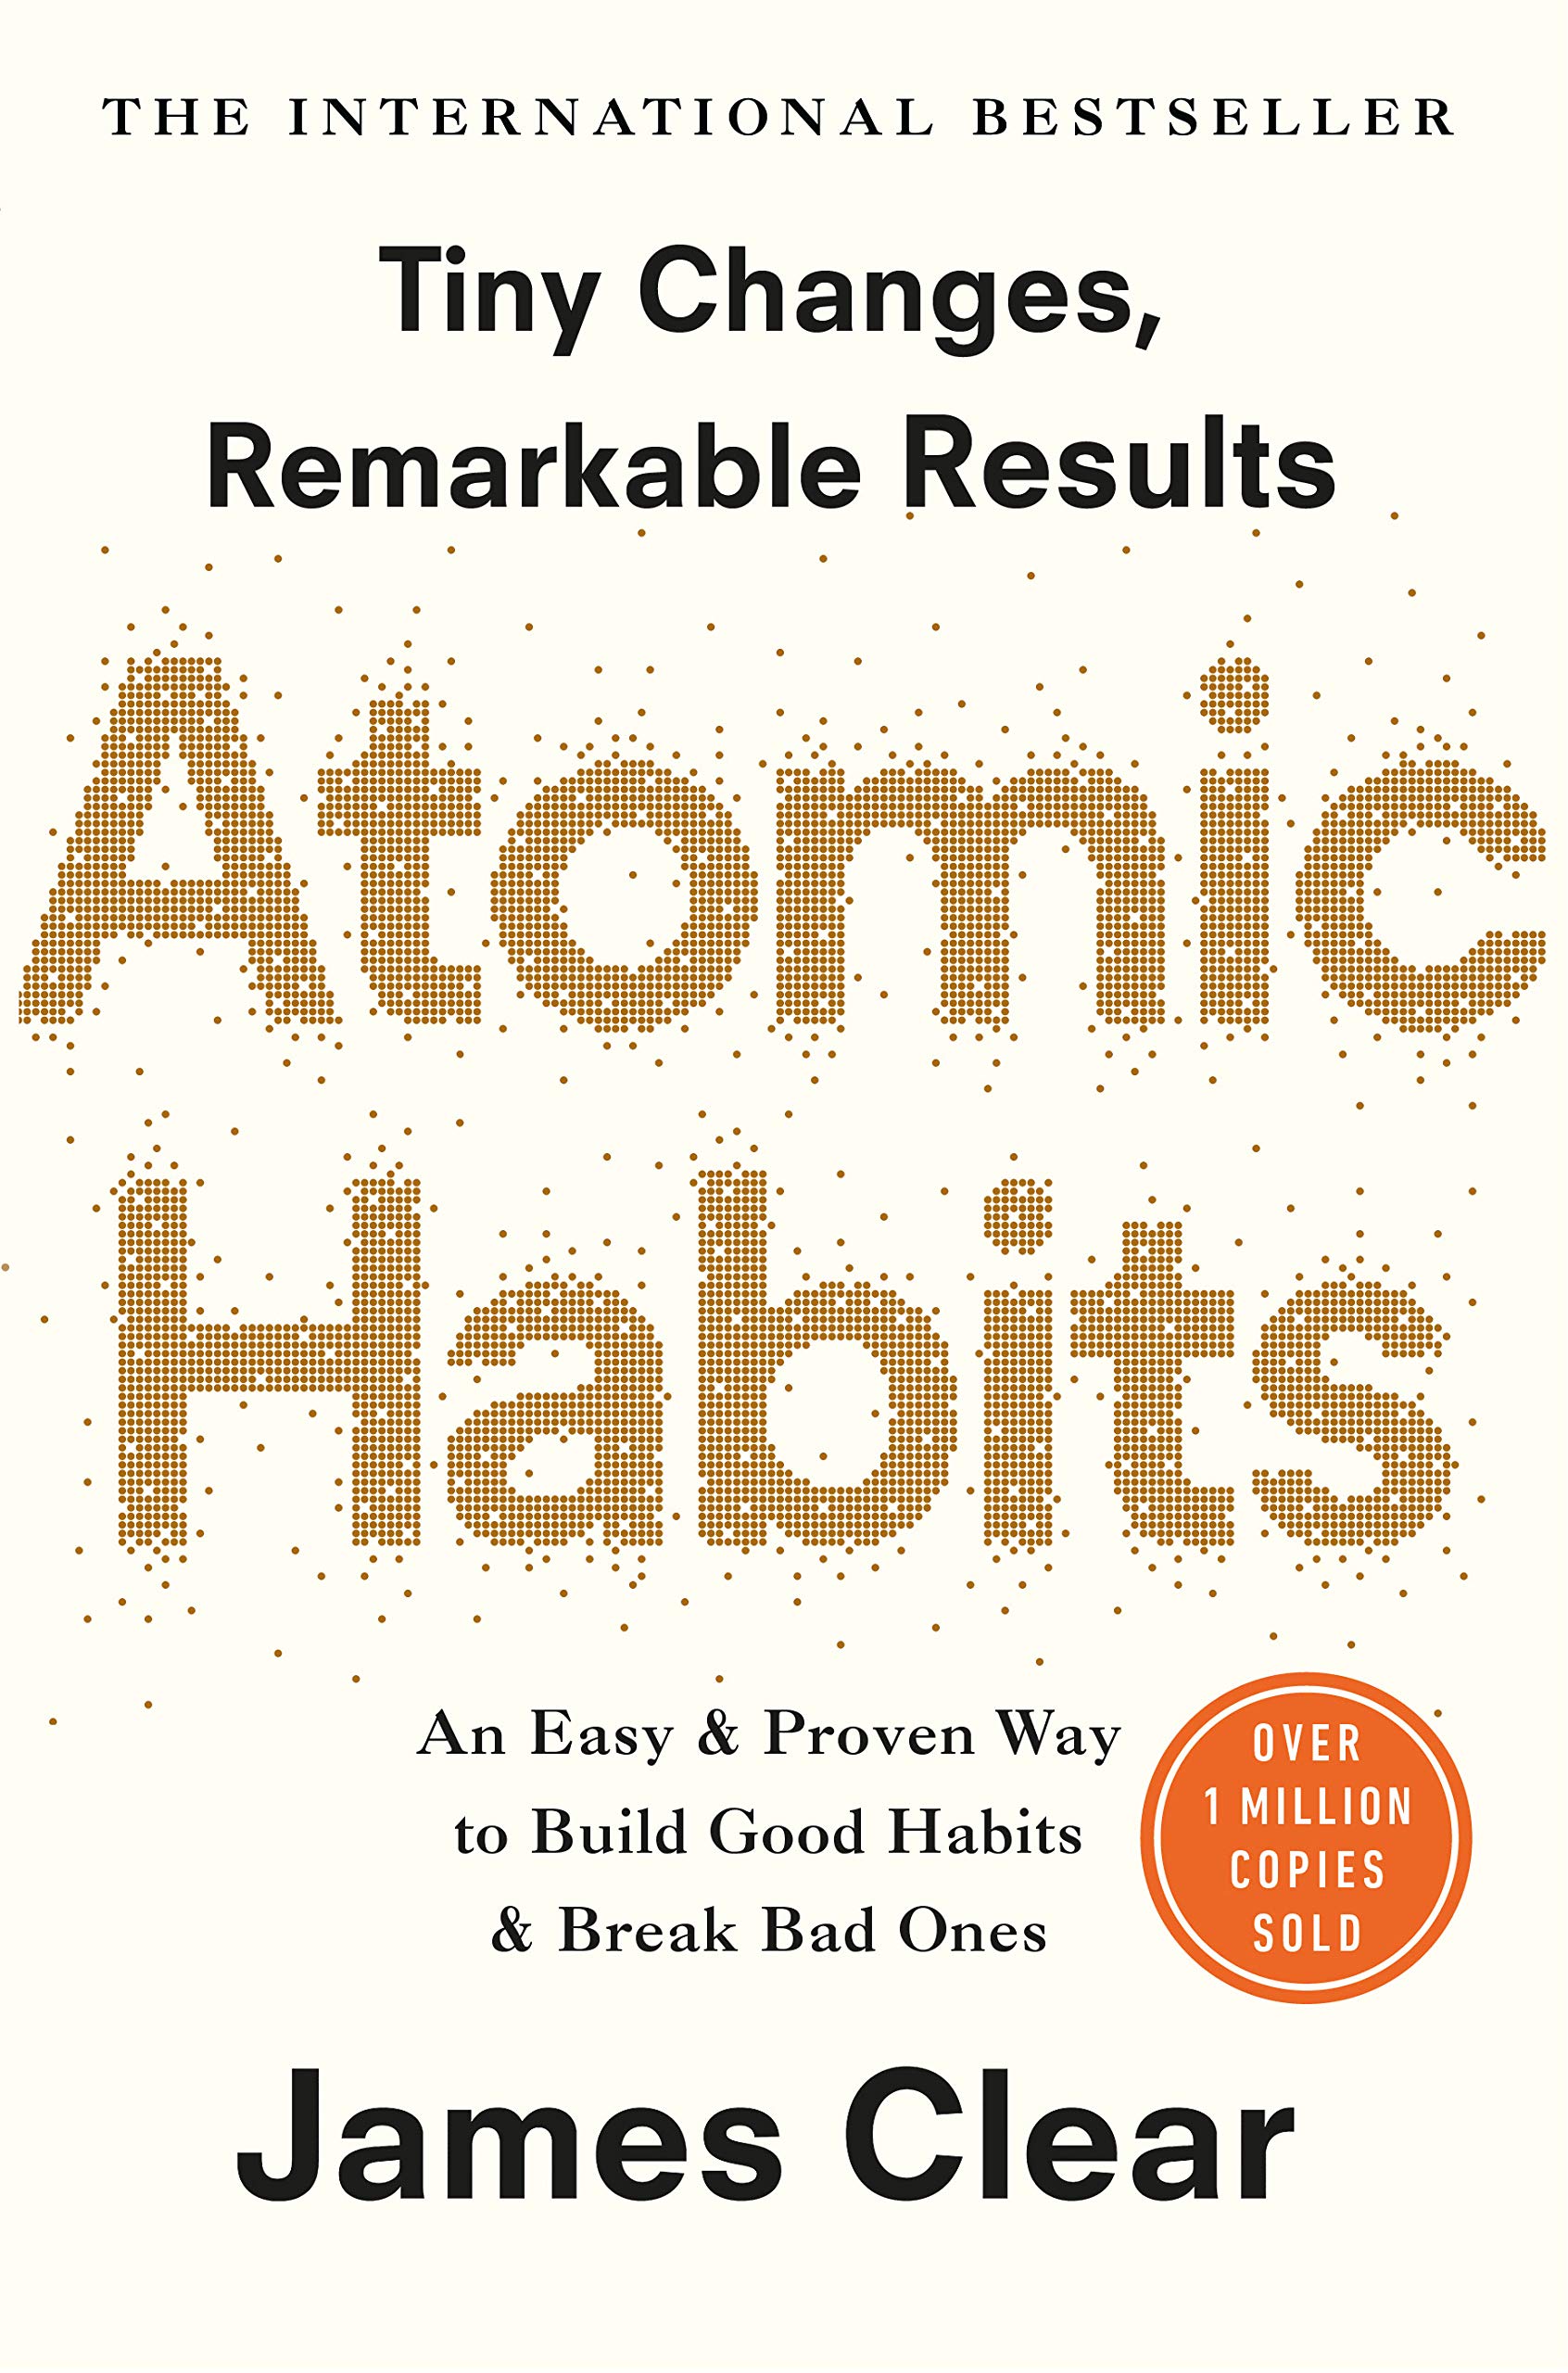 THE INTERNATIONAL BESTSELLER
Tiny Changes,
Remarkable Results
Atomic
Habits
An Easy & Proven Way
to Build Good Habits
& Break Bad Ones
OVER
1 MILLION
COPIES
SOLD
James Clear